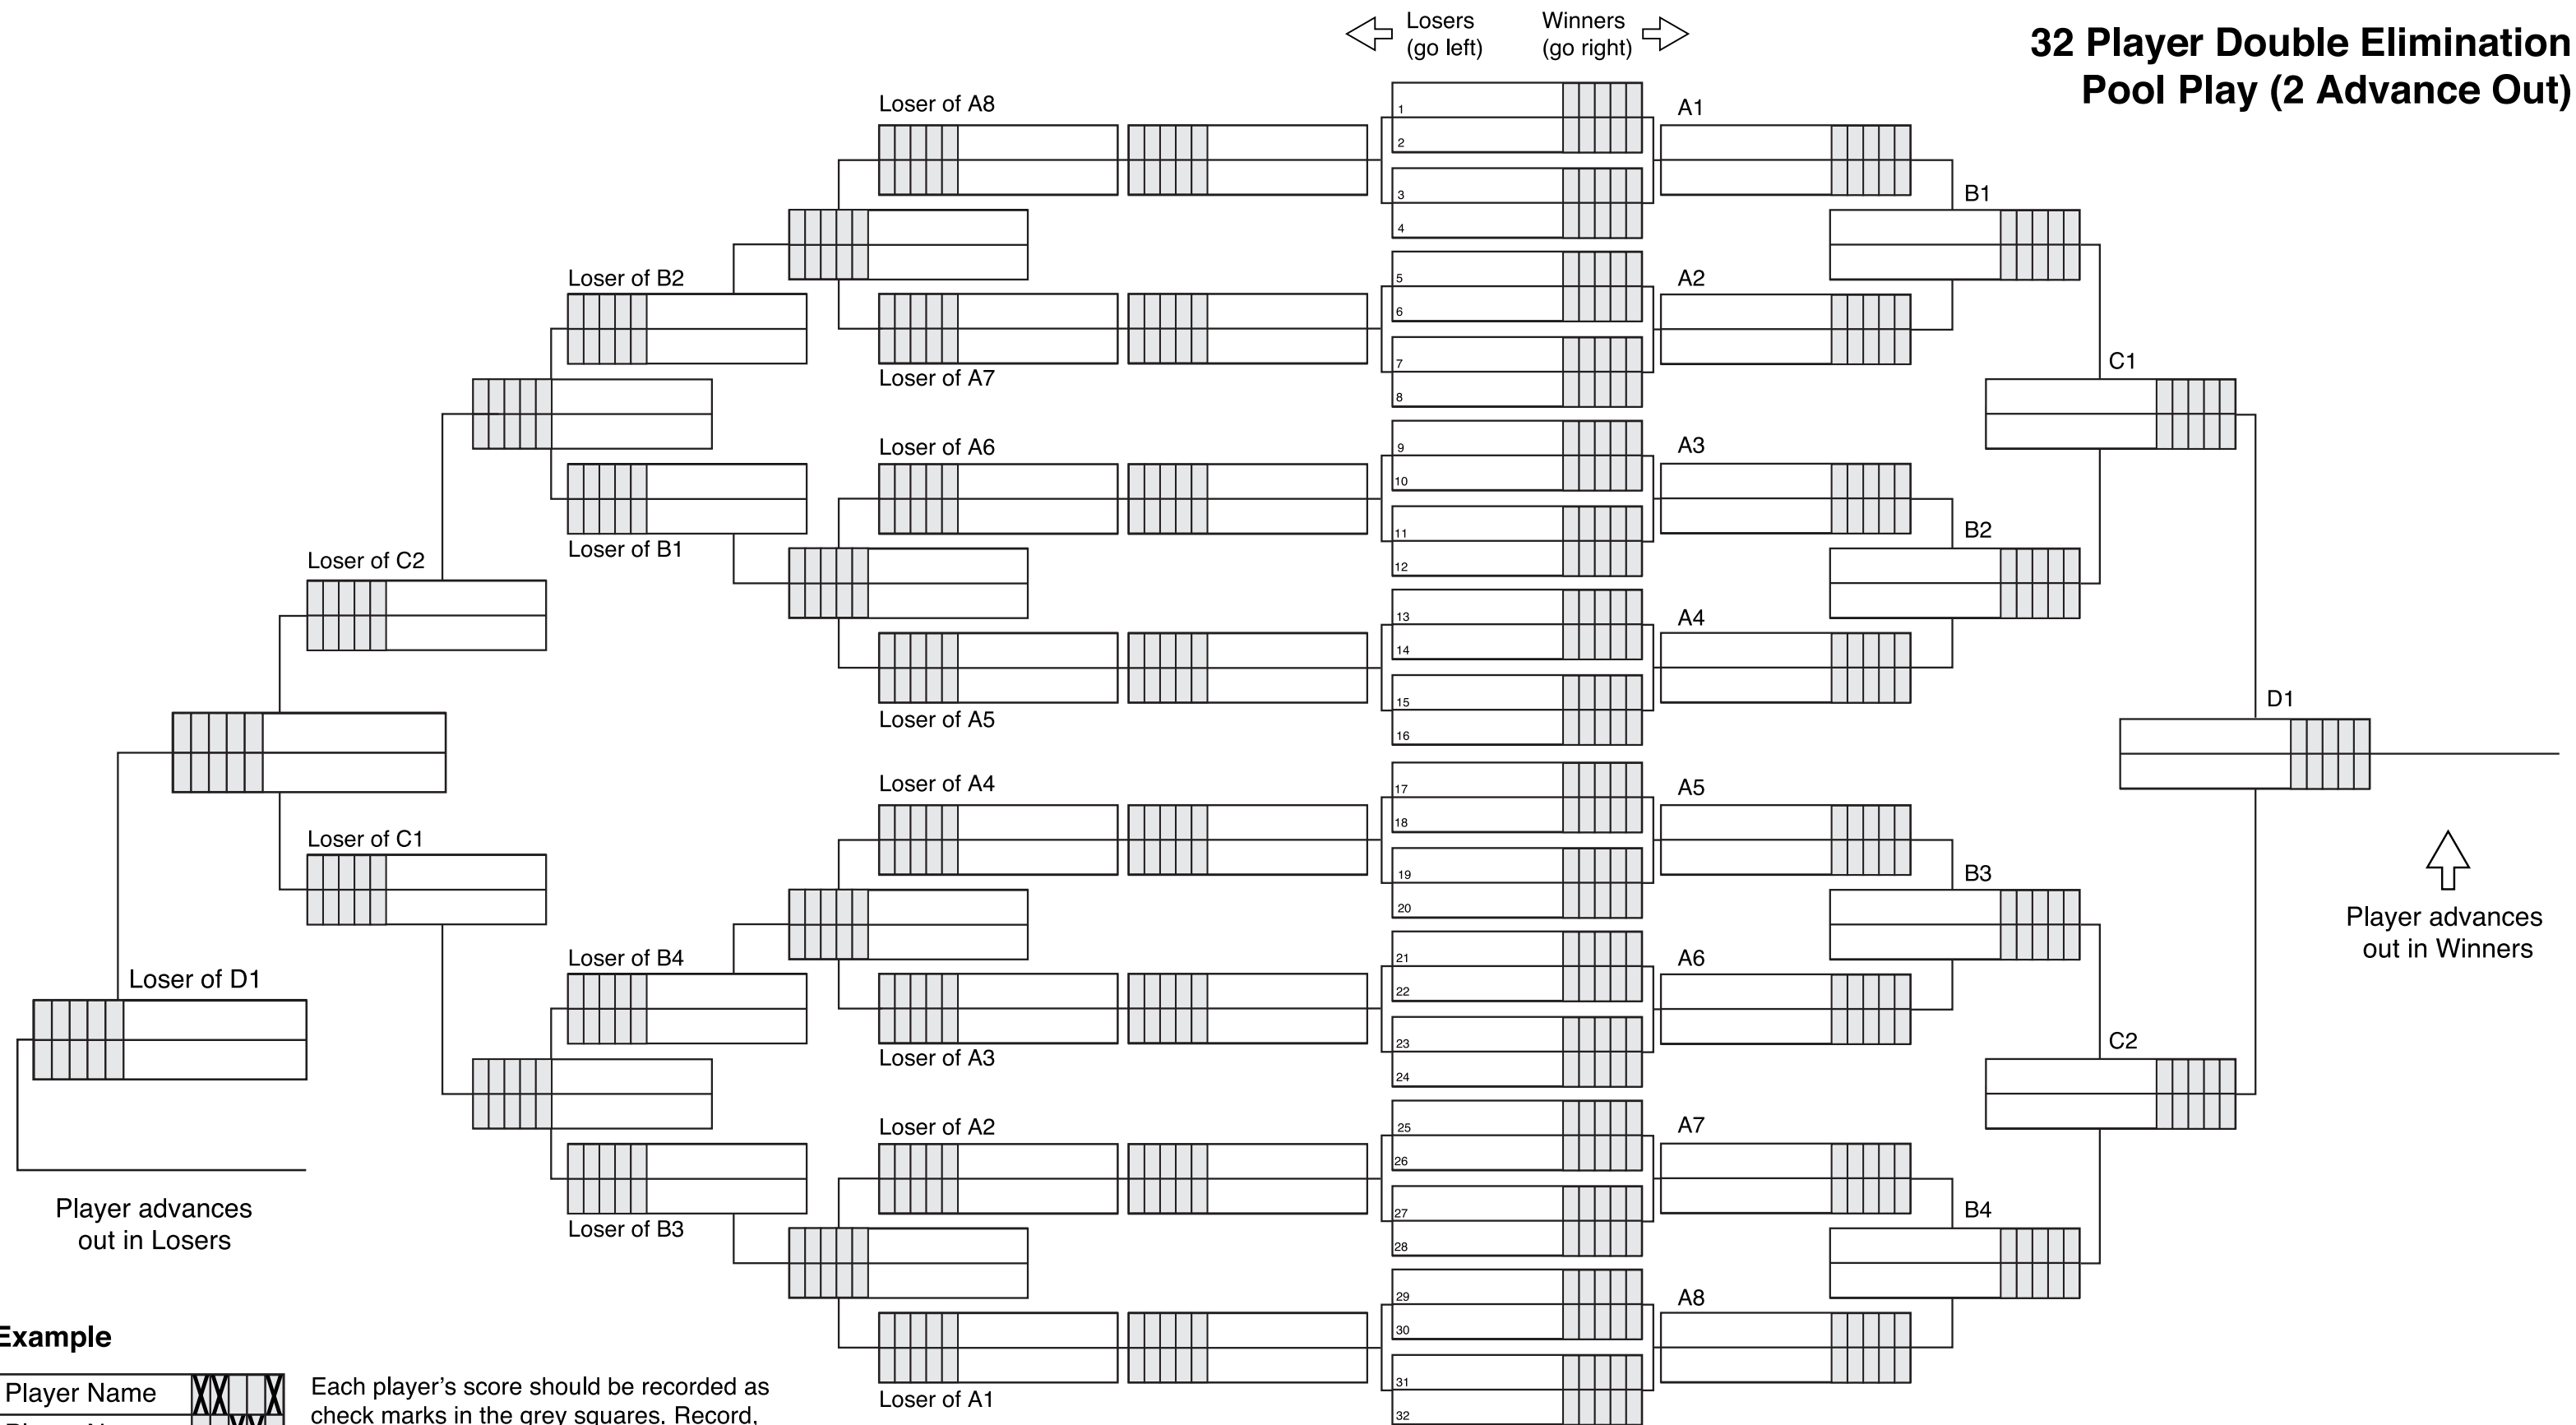 Losers
(go left)
Winners
(go right)
32 Player Double Elimination
Pool Play (2 Advance Out)
Loser of A8
Loser of B2
Loser of A7
Loser of A6
Loser of B1
Loser of C2
Loser of A5
Loser of A4
Loser of C1
Loser of B4
Loser of D1
Loser of A3
Loser of A2
Loser of B3
Loser of A1
Player advances
out in Losers
1
2
3
4
5
6
7
8
9
10
11
12
13
14
15
16
17
18
19
20
21
22
23
24
25
26
27
28
29
30
31
32
A1
A2
A3
A4
A5
A6
A7
A8
B1
B2
B3
B4
C1
C2
D1
Player advances
out in Winners
Example
Player Name
Each player's score should be recorded as
check marks in the grey squares. Record,